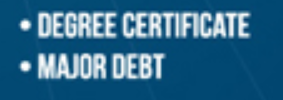 • DEGREE CERTIFICATE
• MAJOR DEBT